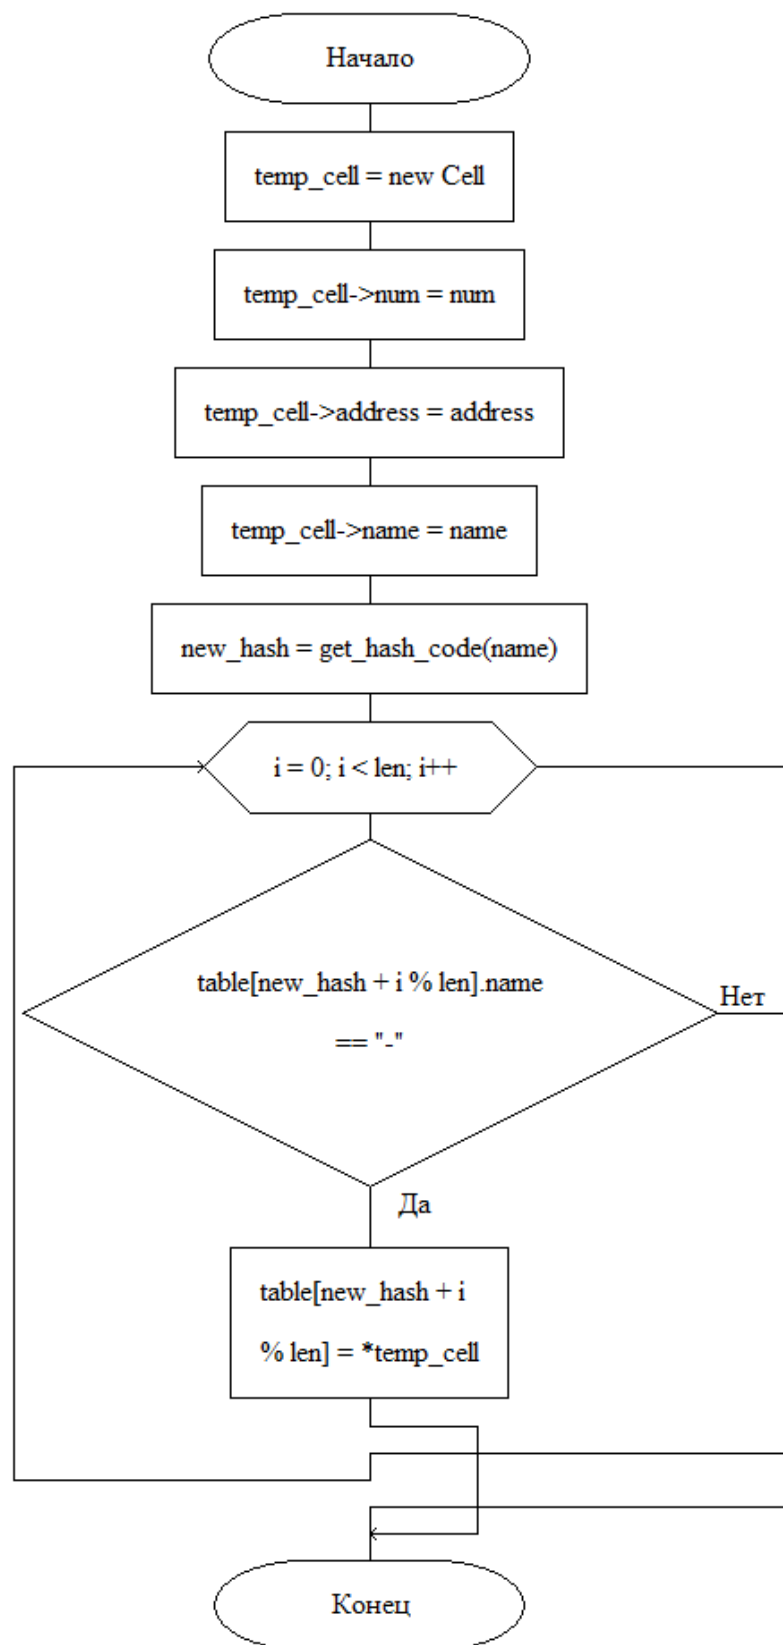 Начало
temp_cell = new Cell
temp_cell->num = num
temp_cell->address = address
temp_cell->name = name
new_hash = get_hash_code(name)
i = 0; i < len; i++
table[new_hash + i % len].name
== "-"
Нет
Да
table[new_hash + i
% len] = *temp_cell
Конец